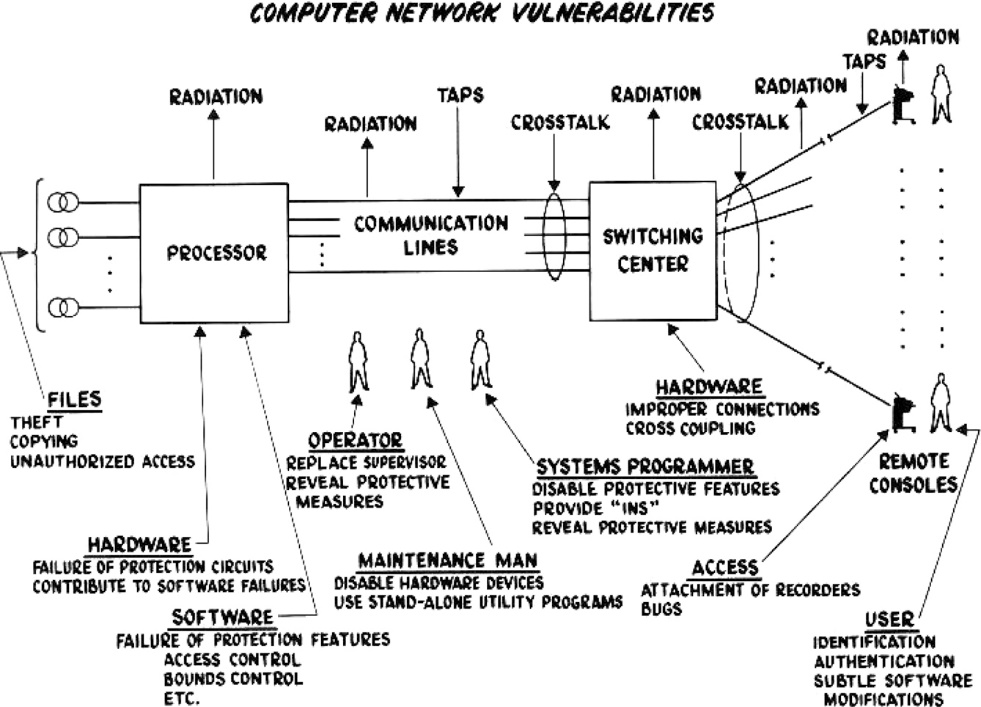 COMPUTER NETWORK VULNERABILITIES
RADIATION
TAPS
RADIATION
RADIATION
TAPS
RADIATION
CROSSTALK
RADIATION
CROSSTALK
PROCESSOR
COMMUNICATION
LINES
SWITCHING
CENTER
FILES
THEFT
COPYING
UNAUTHORIZED ACCESS
OPERATOR
REPLACE SUPERVISOR
REVEAL PROTECTIVE
MEASURES
HARDWARE
IMPROPER CONNECTIONS
CROSS COUPLING
SYSTEMS PROGRAMMER
DISABLE PROTECTIVE FEATURES
PROVIDE "INS"
REVEAL PROTECTIVE MEASURES
REMOTE
CONSOLES
HARDWARE
FAILURE OF PROTECTION CIRCUITS
CONTRIBUTE TO SOFTWARE FAILURES
MAINTENANCE MAN
DISABLE HARDWARE DEVICES
USE STAND-ALONE UTILITY PROGRAMS
ACCESS
ATTACHMENT OF RECORDERS
BUGS
SOFTWARE
FAILURE OF PROTECTION FEATURES
ACCESS CONTROL
BOUNDS CONTROL
ETC.
USER
IDENTIFICATION
AUTHENTICATION
SUBTLE SOFTWARE
MODIFICATIONS